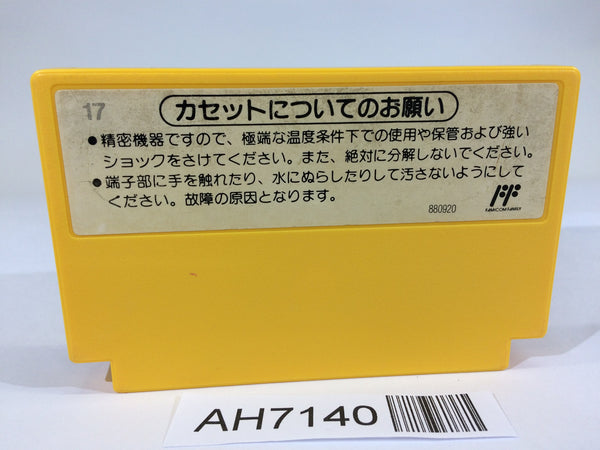 17
カセットについてのお願い
●精密機器ですので、極端な温度条件下での使用や保管および強い
ショックをさけてください。また、絶対に分解しないでください。
●端子部に手を触れたり、水にぬらしたりして汚さないようにして
ください。故障の原因となります。
880920
FAMICOM FAMILY
AH7140